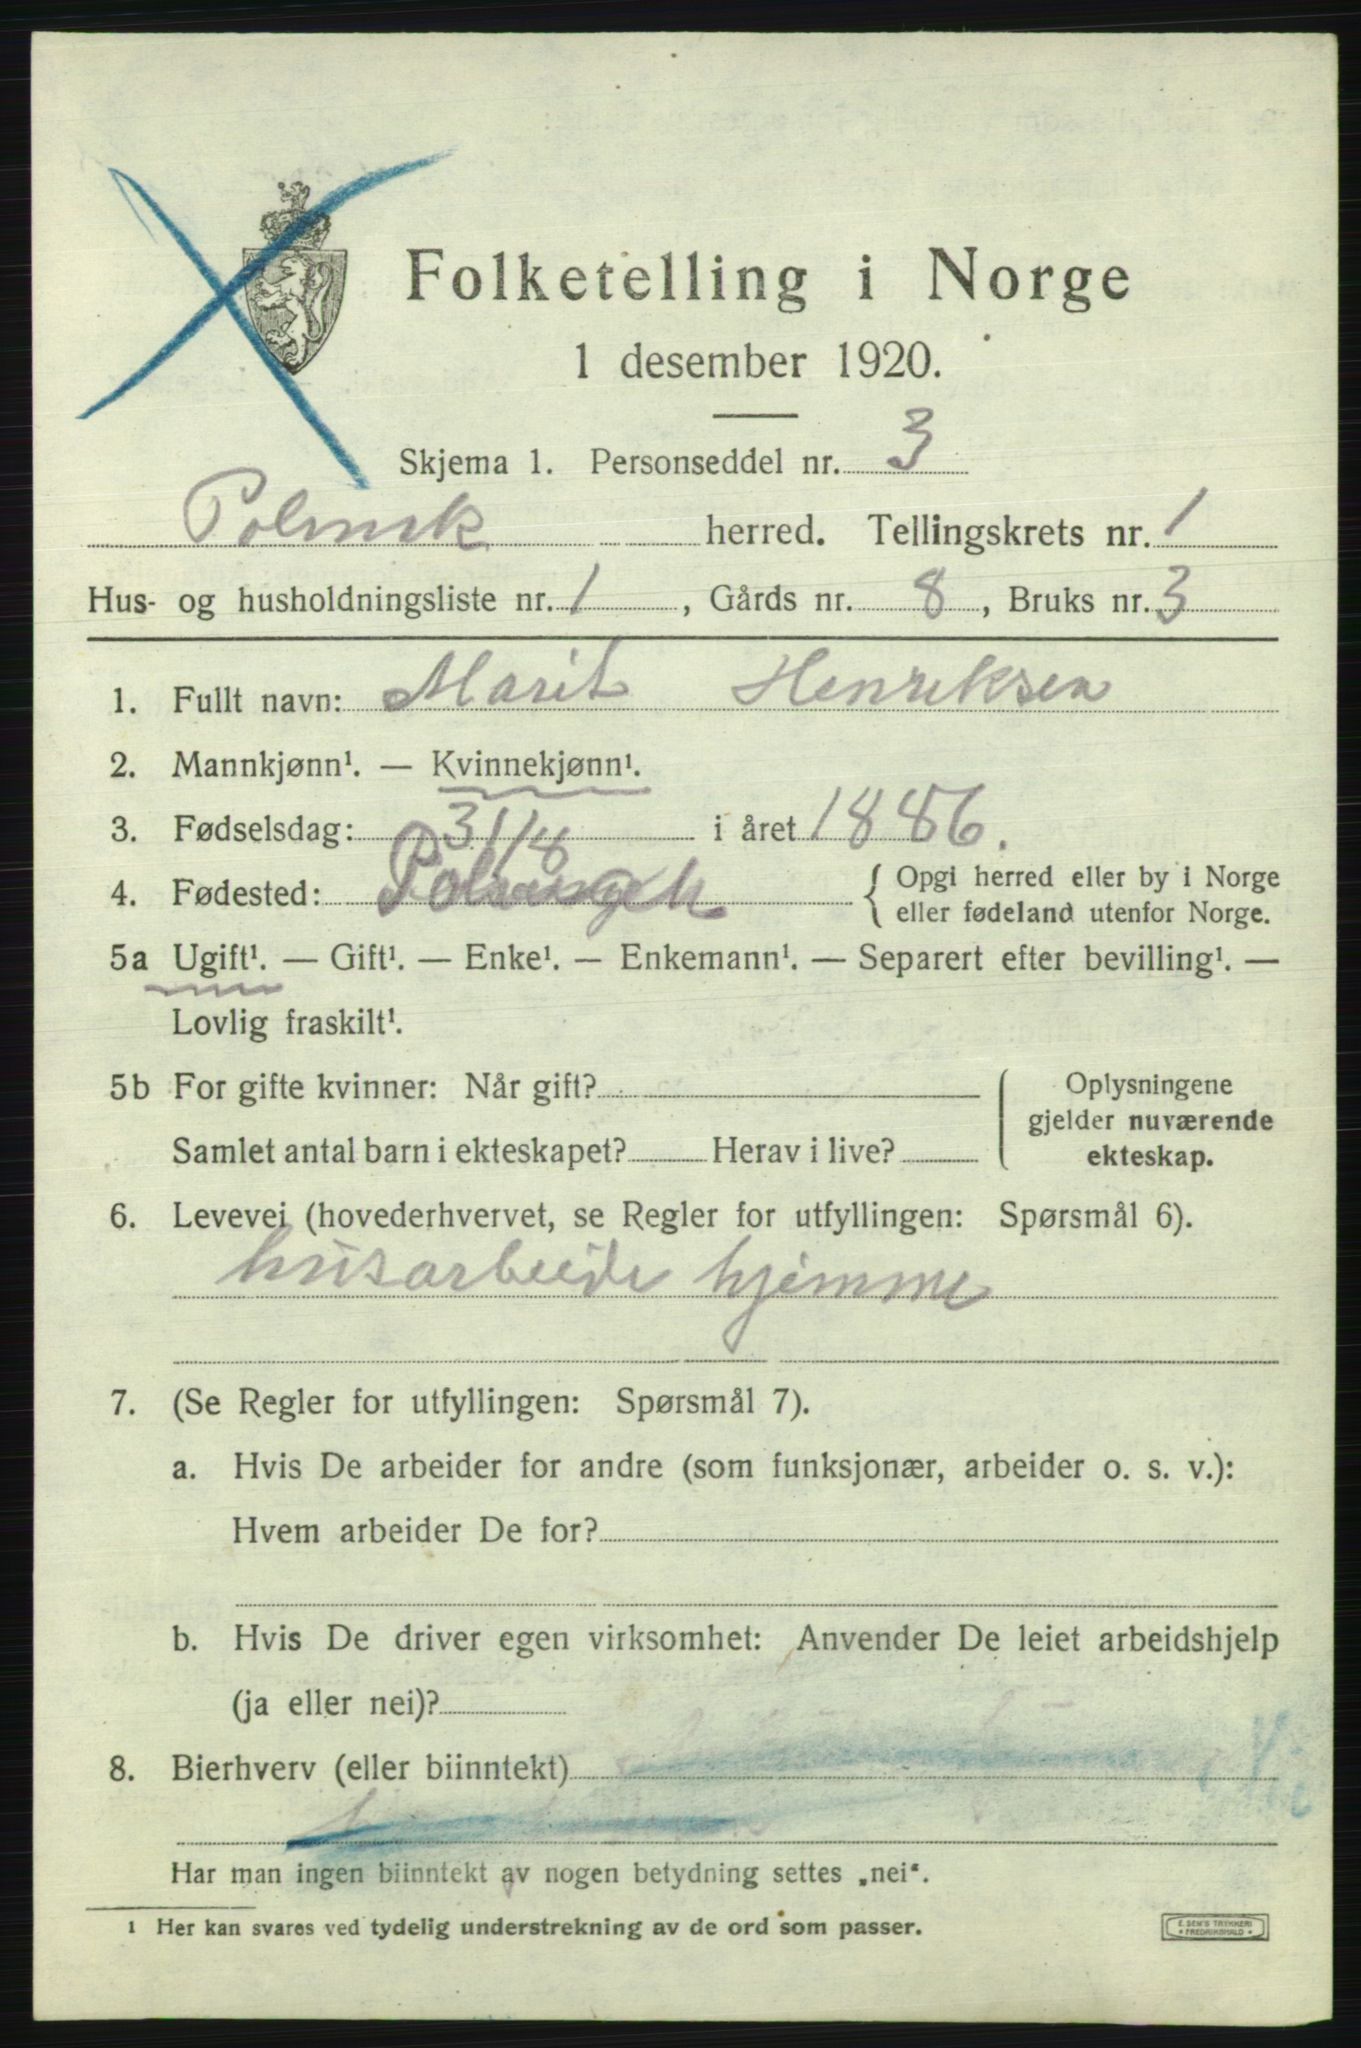 Folketelling i Norge
1 desember 1920.
Skjema 1. Personseddel nr. 3
Polmak herred. Tellingskrets nr. 1
Hus- og husholdningsliste nr. 1, Gårds nr. 8, Bruks nr. 3
1. Fullt navn: Marit Henriksen
2. Mannkjønn¹. — Kvinnekjønn¹.
3. Fødselsdag: 31/8 i året 1886.
4. Fødested: { Opgi herred eller by i Norge
eller fødeland utenfor Norge.
5a Ugift¹. — Gift¹. — Enke¹. — Enkemann¹. — Separert efter bevilling¹. —
Lovlig fraskilt¹.
5b For gifte kvinner: Når gift?
Samlet antal barn i ekteskapet? Herav i live?
{ Oplysningene
gjelder nuværende
ekteskap.
6. Levevei (hovederhvervet, se Regler for utfyllingen: Spørsmål 6).
husarbeide hjemme
7. (Se Regler for utfyllingen: Spørsmål 7).
a. Hvis De arbeider for andre (som funksjonær, arbeider o. s. v.):
Hvem arbeider De for?
b. Hvis De driver egen virksomhet: Anvender De leiet arbeidshjelp
(ja eller nei)?
8. Bierhverv (eller biinntekt)
Har man ingen biinntekt av nogen betydning settes „nei“.
¹ Her kan svares ved tydelig understrekning av de ord som passer.
E. SEM'S TRYKKERI
* FREDRIKSHALD *